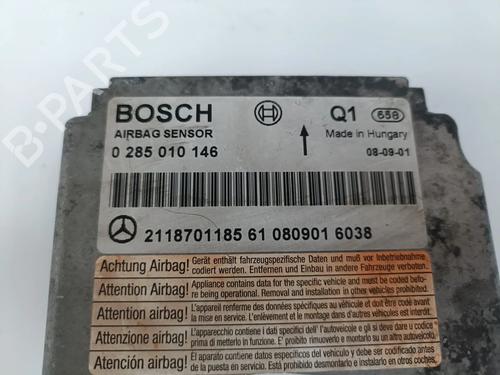 BOSCH
Q1 658
AIRBAG SENSOR
Made in Hungary
0 285 010 146
08-09-01
2118701185 61 080901 6038
Achtung Airbag! Gerät enthält fahrzeugspezifische Daten und muß vor Inbetriebnahme
codiert werden. Entfernen und Einbau in andere Fahrzeuge verboten.
Attention Airbag! Appliance contains data for the specific vehicle and must be coded befo-
re being operational. Removal and installation in other vehicles prohibited.
Attention airbag! L'appareil renferme des données spécifiques au véhicule et doit être codé avant
la mise en service. L'enlèvement et le montage dans d'autres véhicules est interdit.
Attenzione airbag! L'apparecchio contiene i dati specifici dell' l'autoveicolo e gli si deve dare u codice
prima di metterlo in funzione. E' proibito rimuoverlo e montarlo su un altro autoveicolo.
Atención airbag! El aparato contiene datos específicos del vehículo y debe ser codificado antes
de la puesta en servicio. Está prohibido desmontarlo e instalarlo en otros coches.
B-PARTS